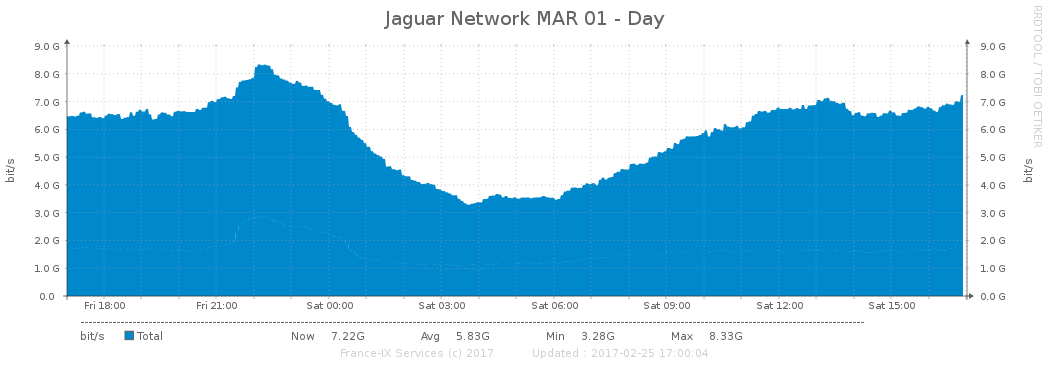 Jaguar Network MAR 01 - Day
RRDTOOL / TOBI OETIKER
9.0 G 9.0 G
8.0 G 8.0 G
7.0 G 7.0 G
6.0 G 6.0 G
5.0 G 5.0 G
4.0 G 4.0 G
3.0 G 3.0 G
2.0 G 2.0 G
1.0 G 1.0 G
0.0 0.0 G
bit/s
bit/s
Fri 18:00 Fri 21:00 Sat 00:00 Sat 03:00 Sat 06:00 Sat 09:00 Sat 12:00 Sat 15:00
bit/s Total Now 7.22G Avg 5.83G Min 3.28G Max 8.33G
France-IX Services (c) 2017 Updated : 2017-02-25 17:00:04